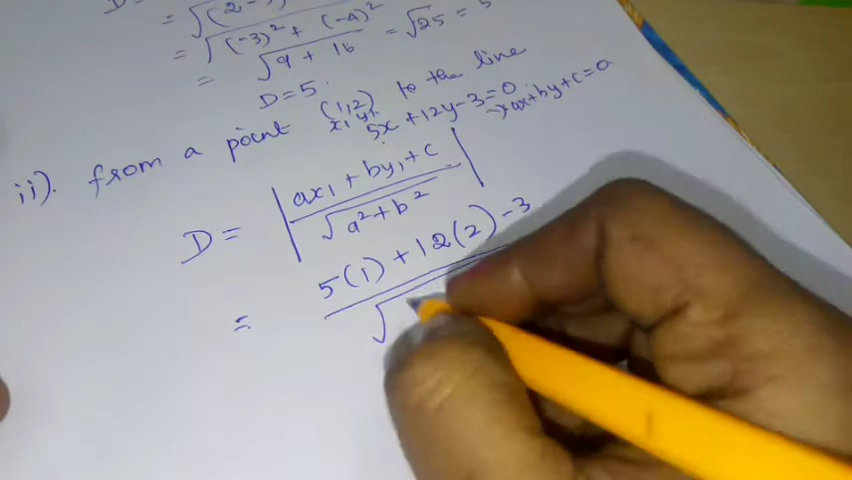 = √(-3)² + (-4)²
= √9 + 16 = √25 = 5
D = 5.
ii). from a point (1,2) to the line
x₁ y₁ 5x + 12y - 3 = 0 → ax + by + c = 0
D = | ax₁ + by₁ + c / √a² + b² |
= 5(1) + 12(2) - 3 / √